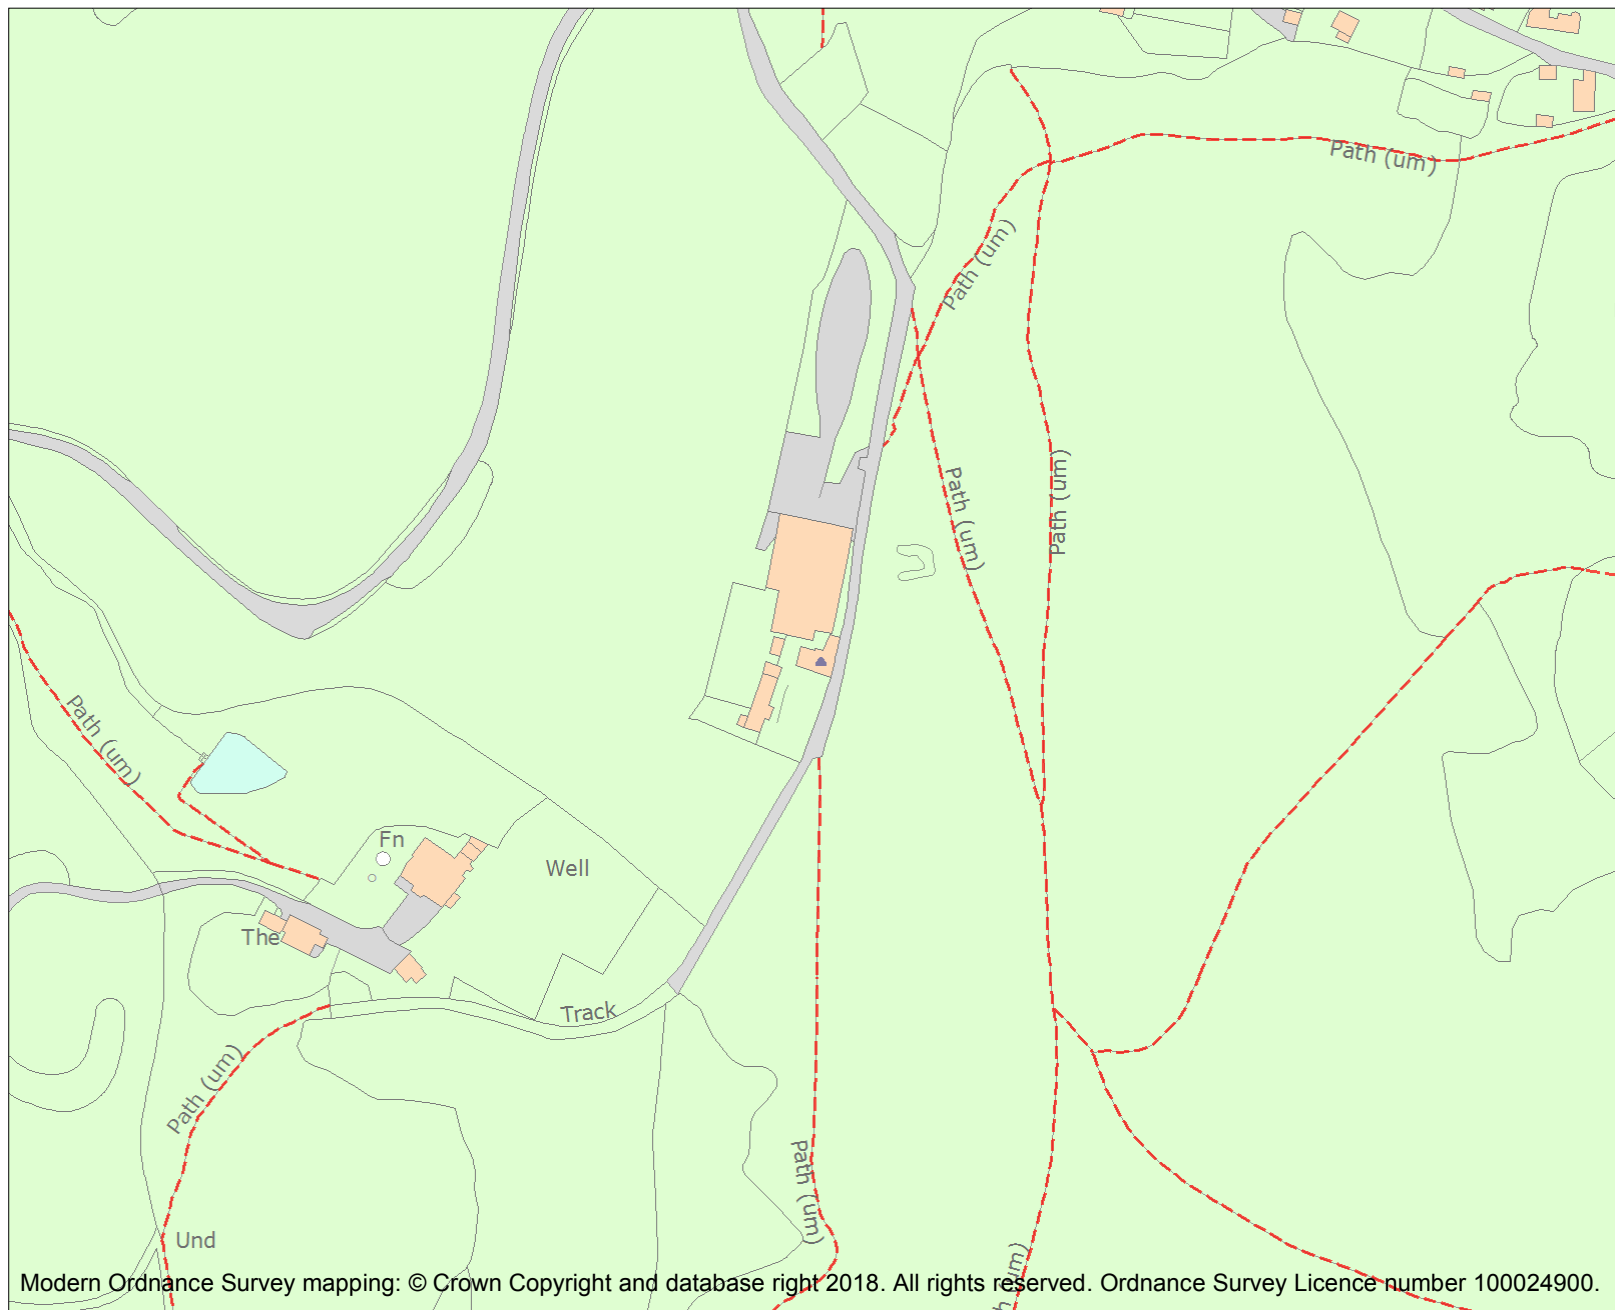 Path (um)
Path (um)
Path (um)
Path (um)
Path (um)
Fn
Well
The
Track
Path (um)
Path (um)
Und
h (um)
Modern Ordnance Survey mapping: © Crown Copyright and database right 2018. All rights reserved. Ordnance Survey Licence number 100024900.